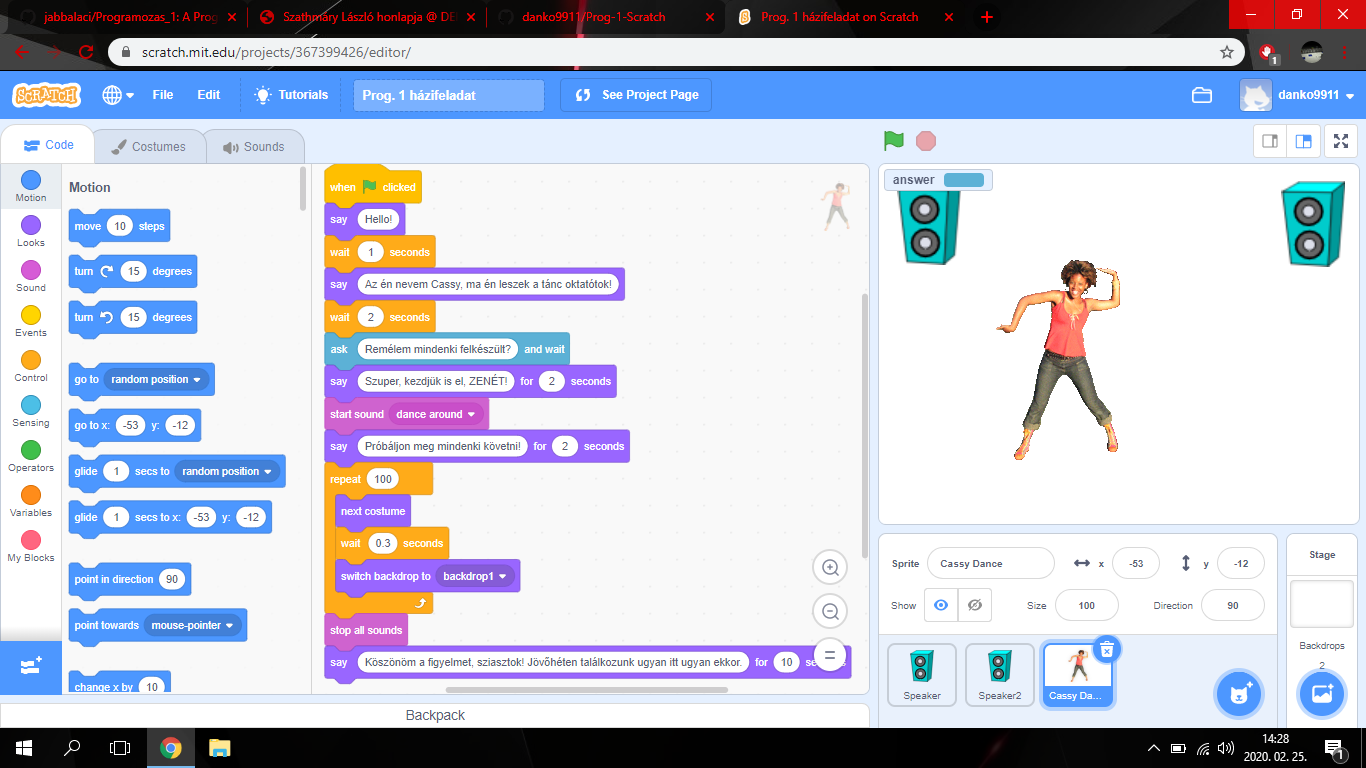 jabbalaci/Programozas_1: A Prog
Szathmáry László honlapja @ DE
danko9911/Prog-1-Scratch
Prog. 1 házifeladat on Scratch
scratch.mit.edu/projects/367399426/editor/
1
SCRATCH
File
Edit
Tutorials
Prog. 1 házifeladat
See Project Page
danko9911
Code
Costumes
Sounds
Motion
Looks
Sound
Events
Control
Sensing
Operators
Variables
My Blocks
Motion
move 10 steps
turn 15 degrees
turn 15 degrees
go to random position
go to x: -53 y: -12
glide 1 secs to random position
glide 1 secs to x: -53 y: -12
point in direction 90
point towards mouse-pointer
change x by 10
when clicked
say Hello!
wait 1 seconds
say Az én nevem Cassy, ma én leszek a tánc oktatótok!
wait 2 seconds
ask Remélem mindenki felkészült? and wait
say Szuper, kezdjük is el, ZENÉT! for 2 seconds
start sound dance around
say Próbáljon meg mindenki követni! for 2 seconds
repeat 100
next costume
wait 0.3 seconds
switch backdrop to backdrop1
stop all sounds
say Köszönöm a figyelmet, sziasztok! Jövőhéten találkozunk ugyan itt ugyan ekkor. for 10
Backpack
answer
Sprite Cassy Dance x -53 y -12
Show Size 100 Direction 90
Speaker
Speaker2
Cassy Da...
Stage
Backdrops
2
14:28
2020. 02. 25.
1